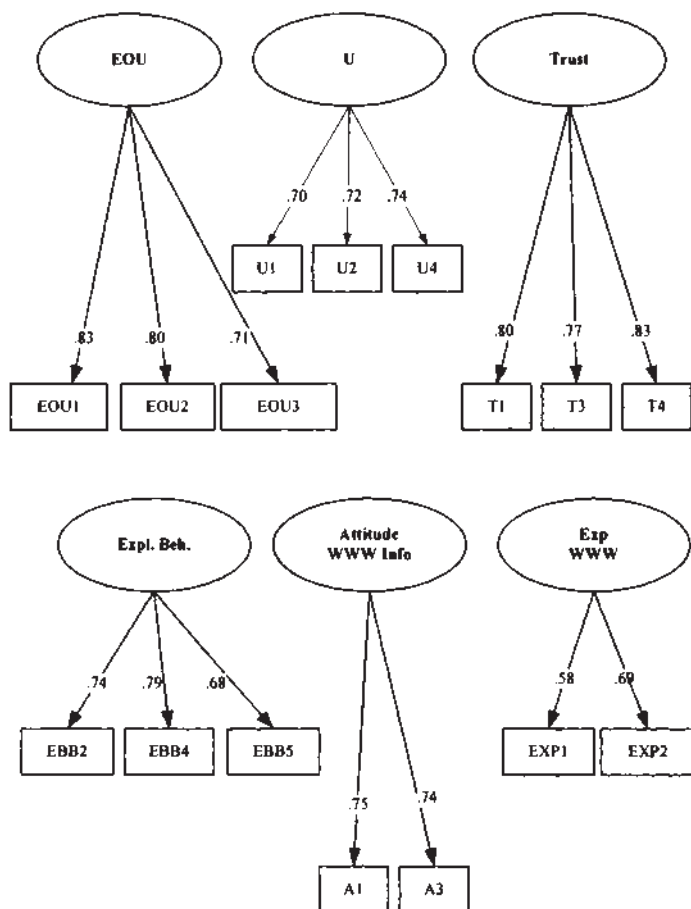 EOU
U
Trust
.70
.72
.74
U1
U2
U4
.83
.80
.71
.80
.77
.83
EOU1
EOU2
EOU3
T1
T3
T4
Expl. Beh.
Attitude
WWW Info
Exp
WWW
.74
.79
.68
.58
.69
EBB2
EBB4
EBB5
EXP1
EXP2
.75
.74
A1
A3